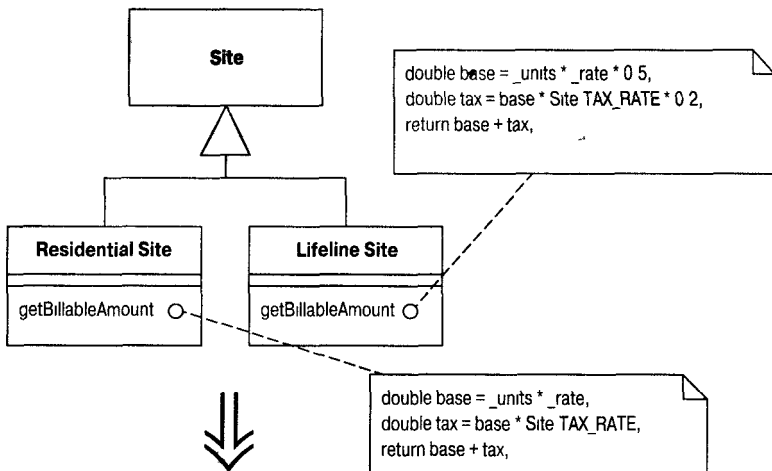 Site
double base = _units * _rate * 0 5,
double tax = base * Site TAX_RATE * 0 2,
return base + tax,
Residential Site
Lifeline Site
getBillableAmount
getBillableAmount
double base = _units * _rate,
double tax = base * Site TAX_RATE,
return base + tax,